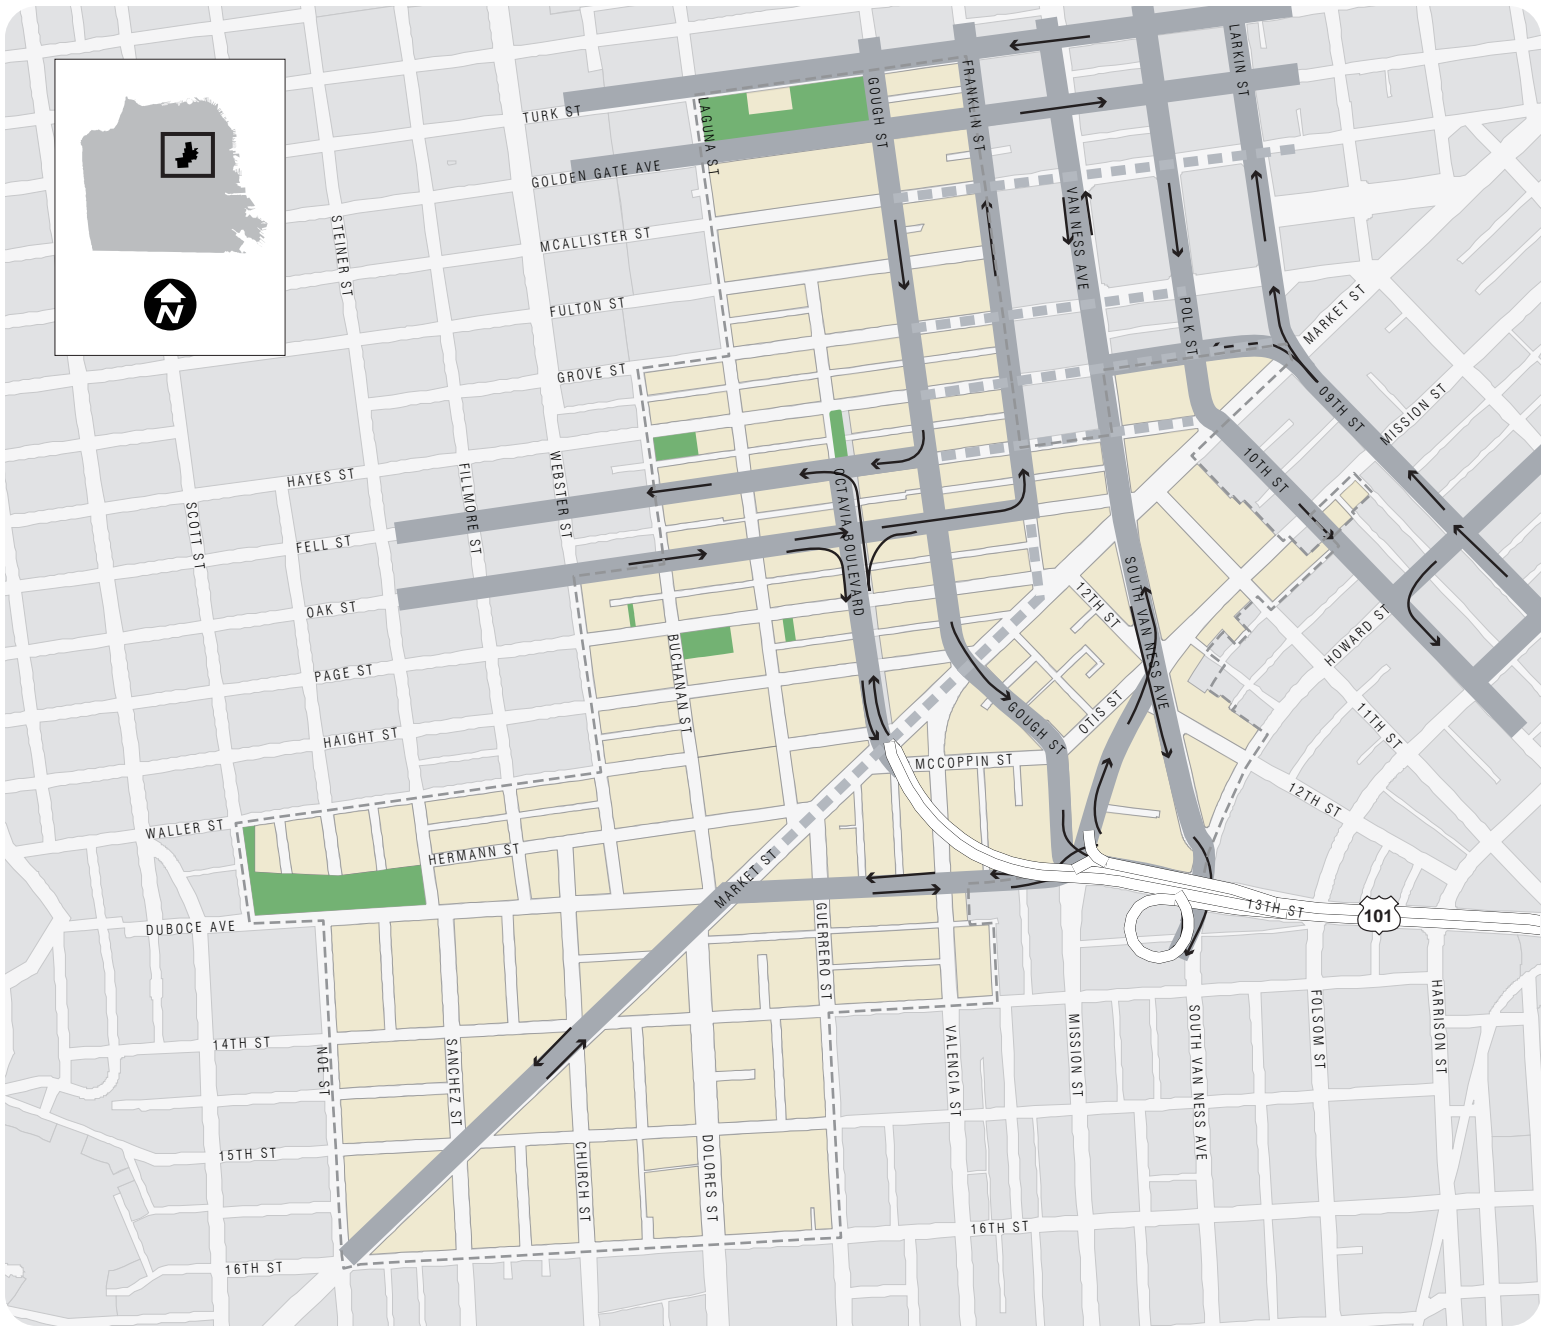 TURK ST
GOLDEN GATE AVE
MCALLISTER ST
FULTON ST
GROVE ST
LAGUNA ST
GOUGH ST
FRANKLIN ST
VAN NESS AVE
POLK ST
LARKIN ST
MARKET ST
MISSION ST
09TH ST
10TH ST
STEINER ST
N
HAYES ST
FELL ST
OAK ST
PAGE ST
HAIGHT ST
WALLER ST
HERMANN ST
DUBOCE AVE
SCOTT ST
FILLMORE ST
WEBSTER ST
BUCHANAN ST
OCTAVIA BOULEVARD
SOUTH VAN NESS AVE
12TH ST
OTIS ST
GOUGH ST
MCCOPPIN ST
HOWARD ST
11TH ST
12TH ST
MARKET ST
GUERRERO ST
13TH ST
101
14TH ST
15TH ST
16TH ST
NOE ST
SANCHEZ ST
CHURCH ST
DOLORES ST
VALENCIA ST
MISSION ST
SOUTH VAN NESS AVE
FOLSOM ST
HARRISON ST
16TH ST